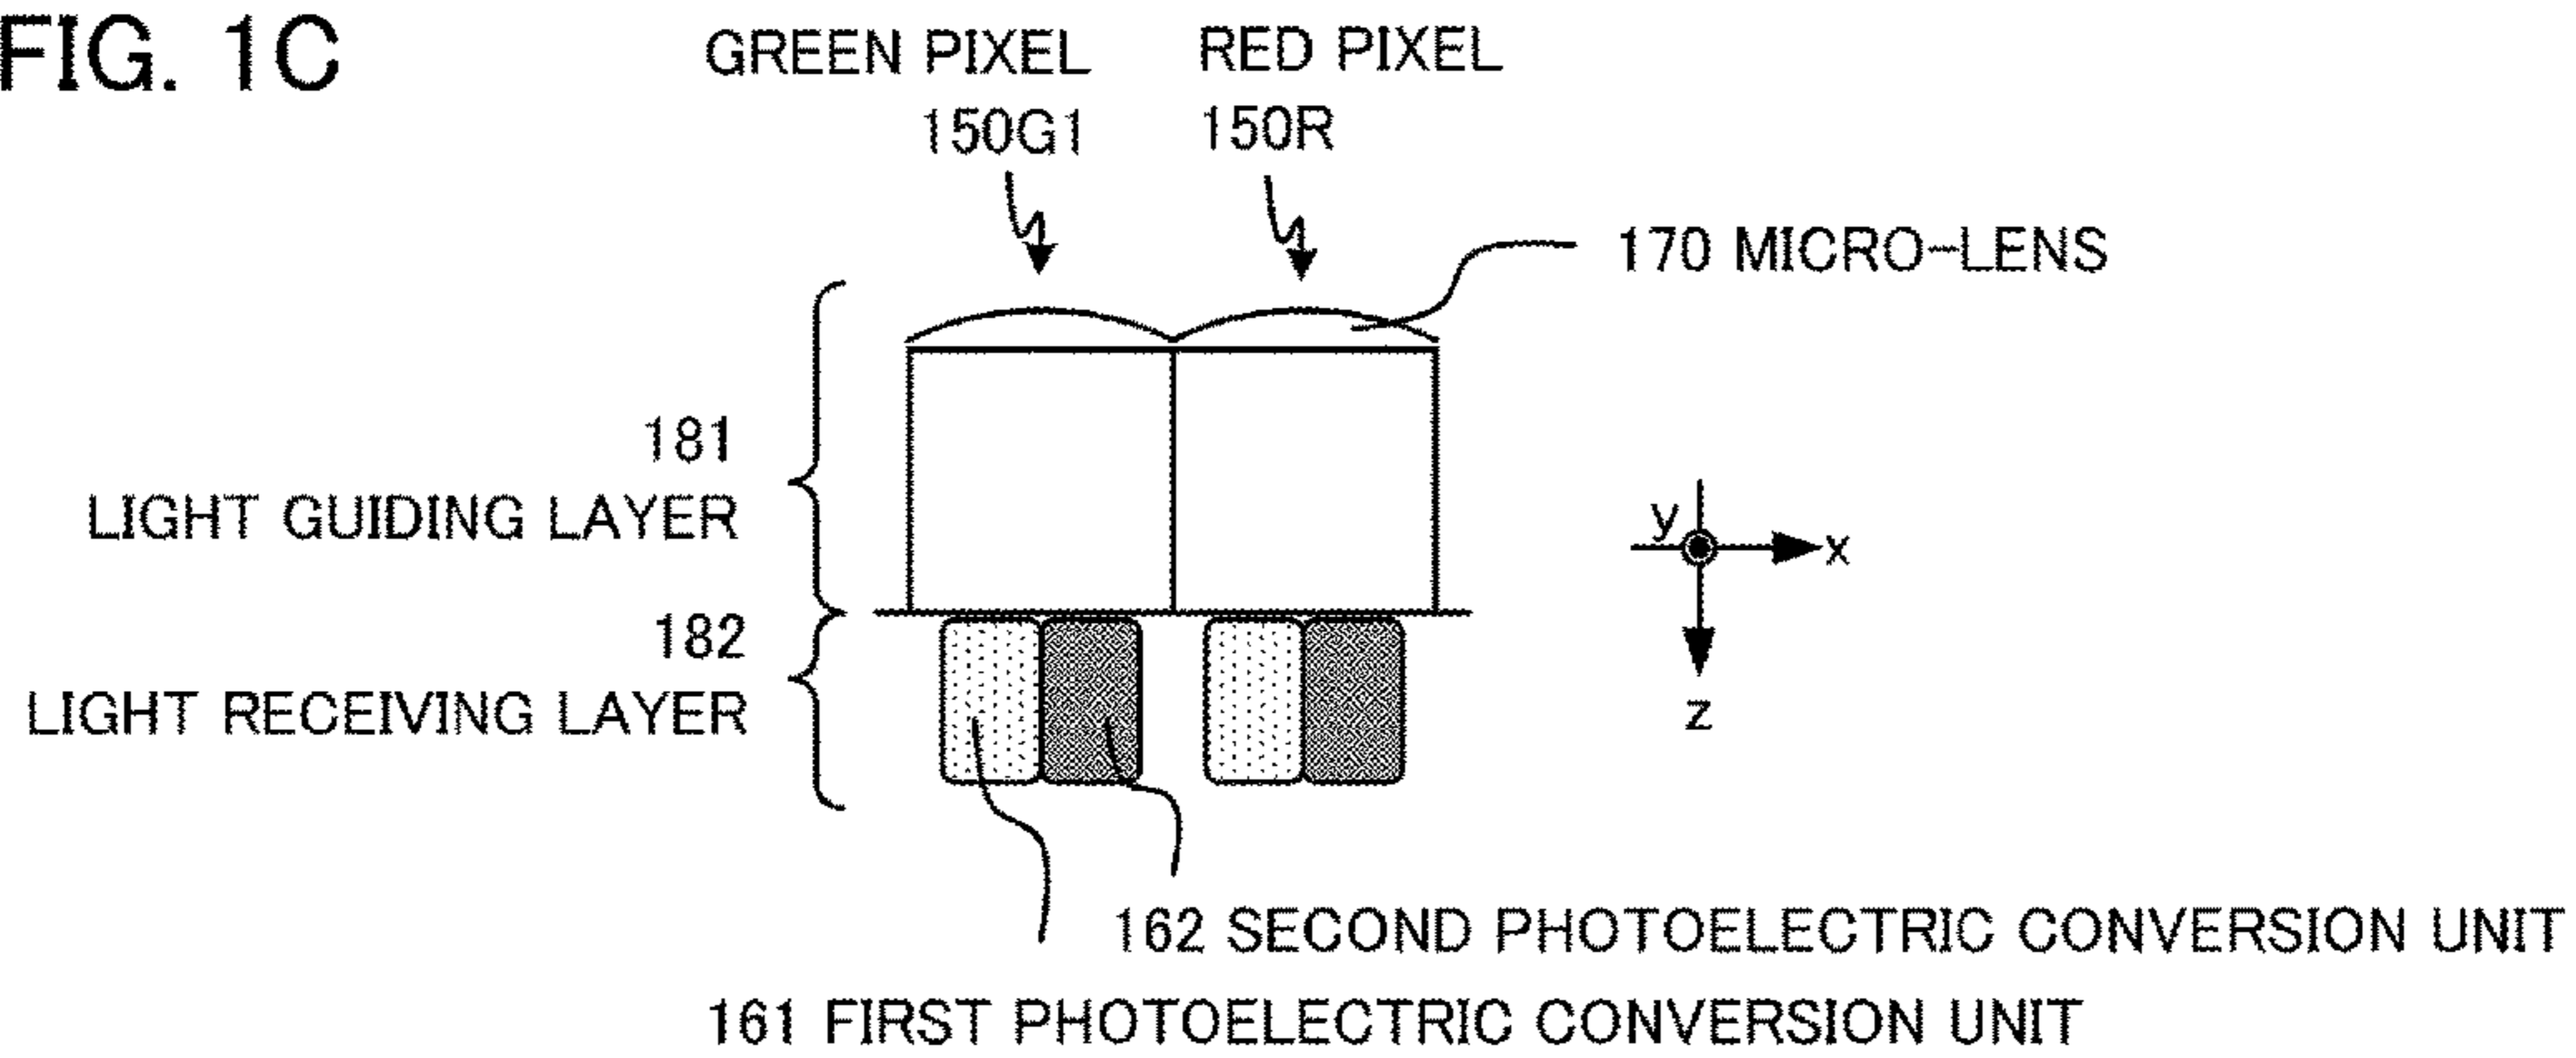 FIG. 1C
GREEN PIXEL
150G1
RED PIXEL
150R
170 MICRO-LENS
181
LIGHT GUIDING LAYER
y
x
z
182
LIGHT RECEIVING LAYER
162 SECOND PHOTOELECTRIC CONVERSION UNIT
161 FIRST PHOTOELECTRIC CONVERSION UNIT